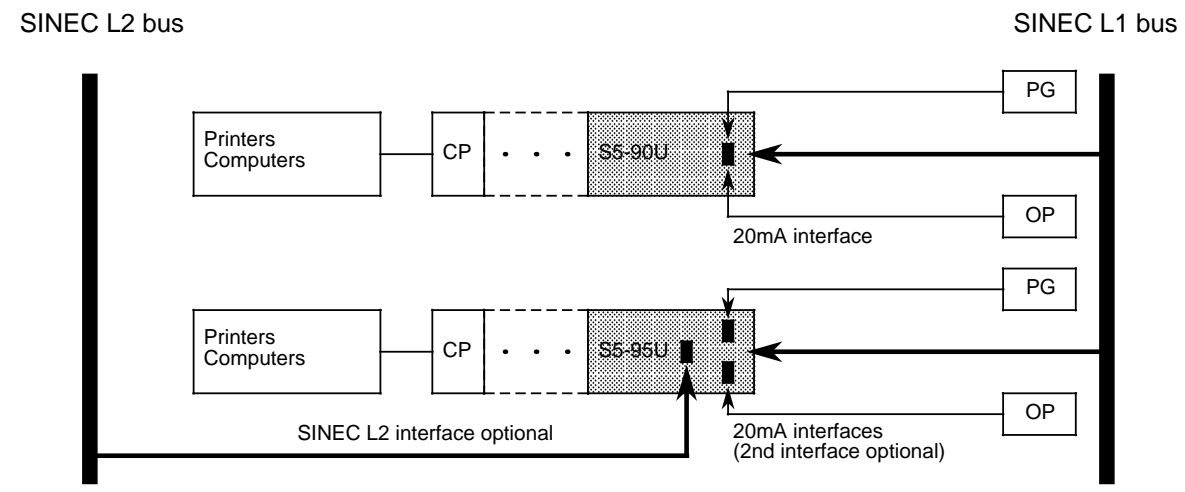 SINEC L2 bus
SINEC L1 bus
PG
Printers
Computers
CP
. . .
S5-90U
OP
20mA interface
PG
Printers
Computers
CP
. . .
S5-95U
OP
SINEC L2 interface optional
20mA interfaces
(2nd interface optional)